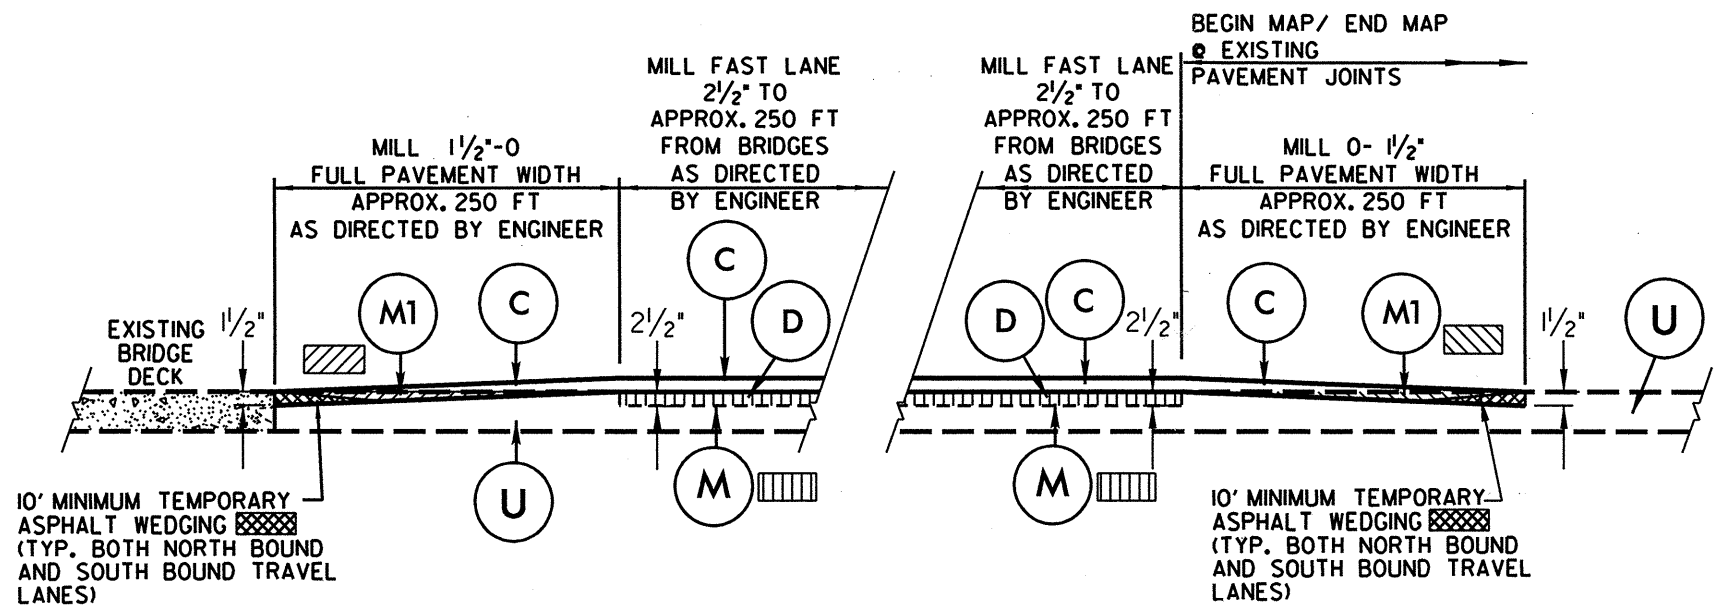 BEGIN MAP/ END MAP
@ EXISTING
PAVEMENT JOINTS
MILL FAST LANE
2 1/2" TO
APPROX. 250 FT
FROM BRIDGES
AS DIRECTED
BY ENGINEER
MILL FAST LANE
2 1/2" TO
APPROX. 250 FT
FROM BRIDGES
AS DIRECTED
BY ENGINEER
MILL 1 1/2"-0
FULL PAVEMENT WIDTH
APPROX. 250 FT
AS DIRECTED BY ENGINEER
MILL 0- 1 1/2"
FULL PAVEMENT WIDTH
APPROX. 250 FT
AS DIRECTED BY ENGINEER
EXISTING
BRIDGE
DECK
1 1/2"
M1
C
2 1/2"
C
D
D
C
2 1/2"
C
M1
1 1/2"
U
U
M
M
10' MINIMUM TEMPORARY
ASPHALT WEDGING
(TYP. BOTH NORTH BOUND
AND SOUTH BOUND TRAVEL
LANES)
10' MINIMUM TEMPORARY
ASPHALT WEDGING
(TYP. BOTH NORTH BOUND
AND SOUTH BOUND TRAVEL
LANES)